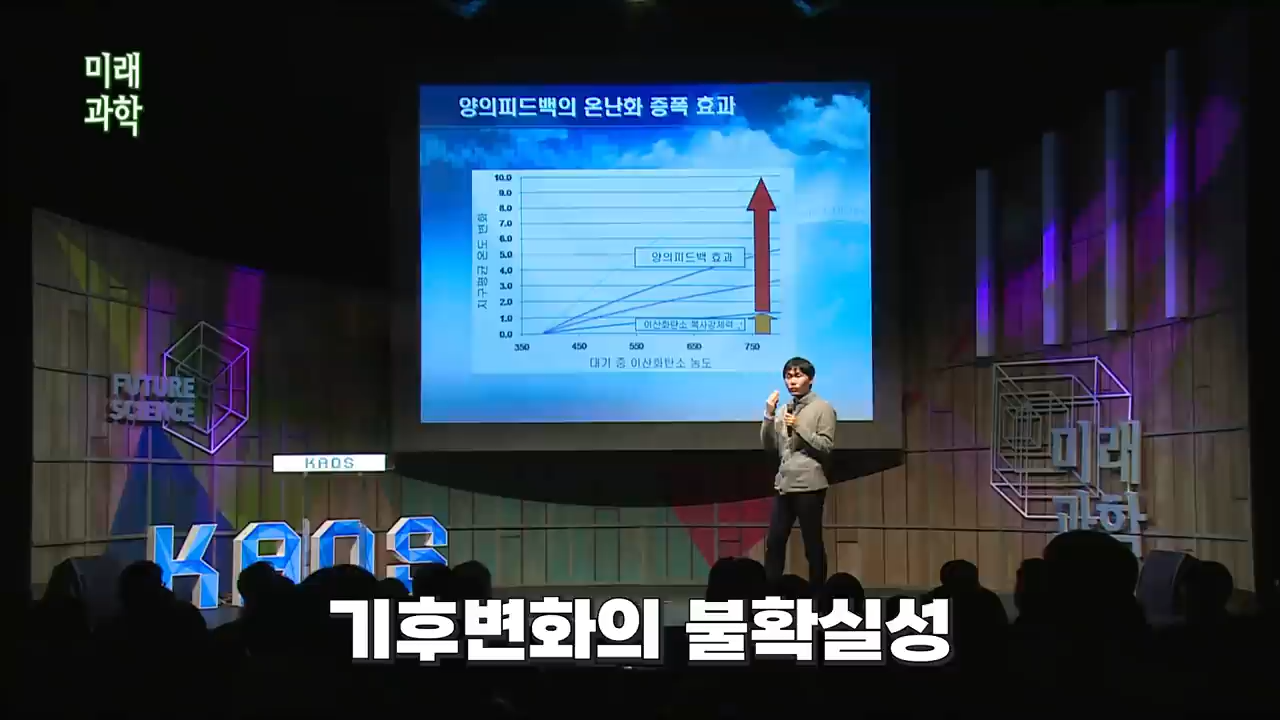 미래
과학
양의피드백의 온난화 증폭 효과
지구평균 온도 변화
10.0
9.0
8.0
7.0
6.0
5.0
4.0
3.0
2.0
1.0
0.0
양의피드백 효과
이산화탄소 복사강제력
350 450 550 650 750
대기 중 이산화탄소 농도
FUTURE
SCIENCE
KAOS
KAOS
미래
과학
기후변화의 불확실성